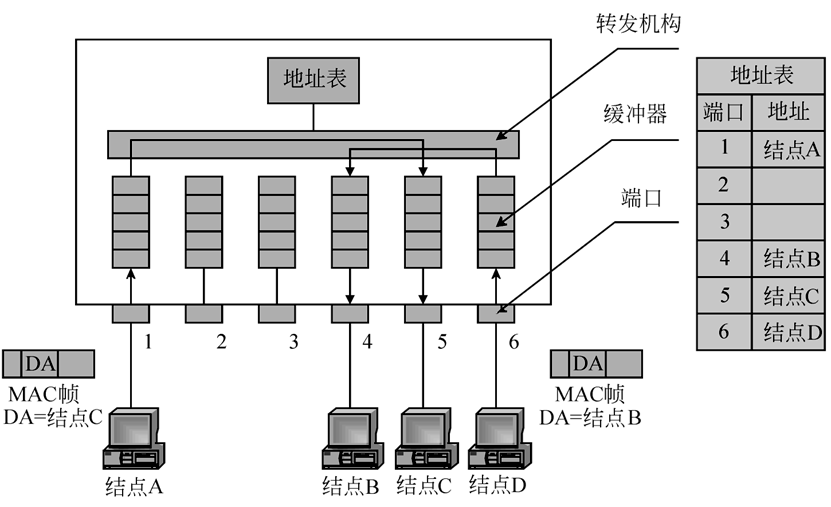 转发机构
地址表
缓冲器
端口
地址表
端口 地址
1 结点A
2
3
4 结点B
5 结点C
6 结点D
1 2 3 4 5 6
DA
MAC帧
DA=结点C
DA
MAC帧
DA=结点B
结点A 结点B 结点C 结点D